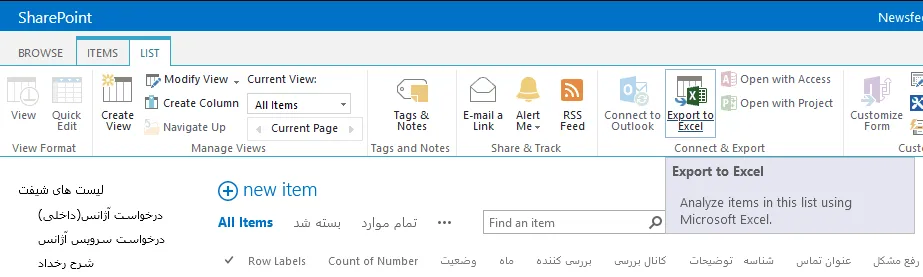 SharePoint
Newsfee
BROWSE ITEMS LIST
View
Quick Edit
View Format
Create View
Modify View
Create Column
Navigate Up
Current View:
All Items
Current Page
Manage Views
Tags & Notes
Tags and Notes
E-mail a Link
Alert Me
RSS Feed
Share & Track
Connect to Outlook
Export to Excel
Open with Access
Open with Project
Connect & Export
Customize Form
Custo
Export to Excel
Analyze items in this list using
Microsoft Excel.
لیست های شیفت
درخواست آژانس(داخلی)
درخواست سرویس آژانس
شرح رخداد
new item
All Items بسته شد تمام موارد ...
Find an item
Row Labels Count of Number وضعیت ماه بررسی کننده کانال بررسی توضیحات شناسه عنوان تماس رفع مشکل